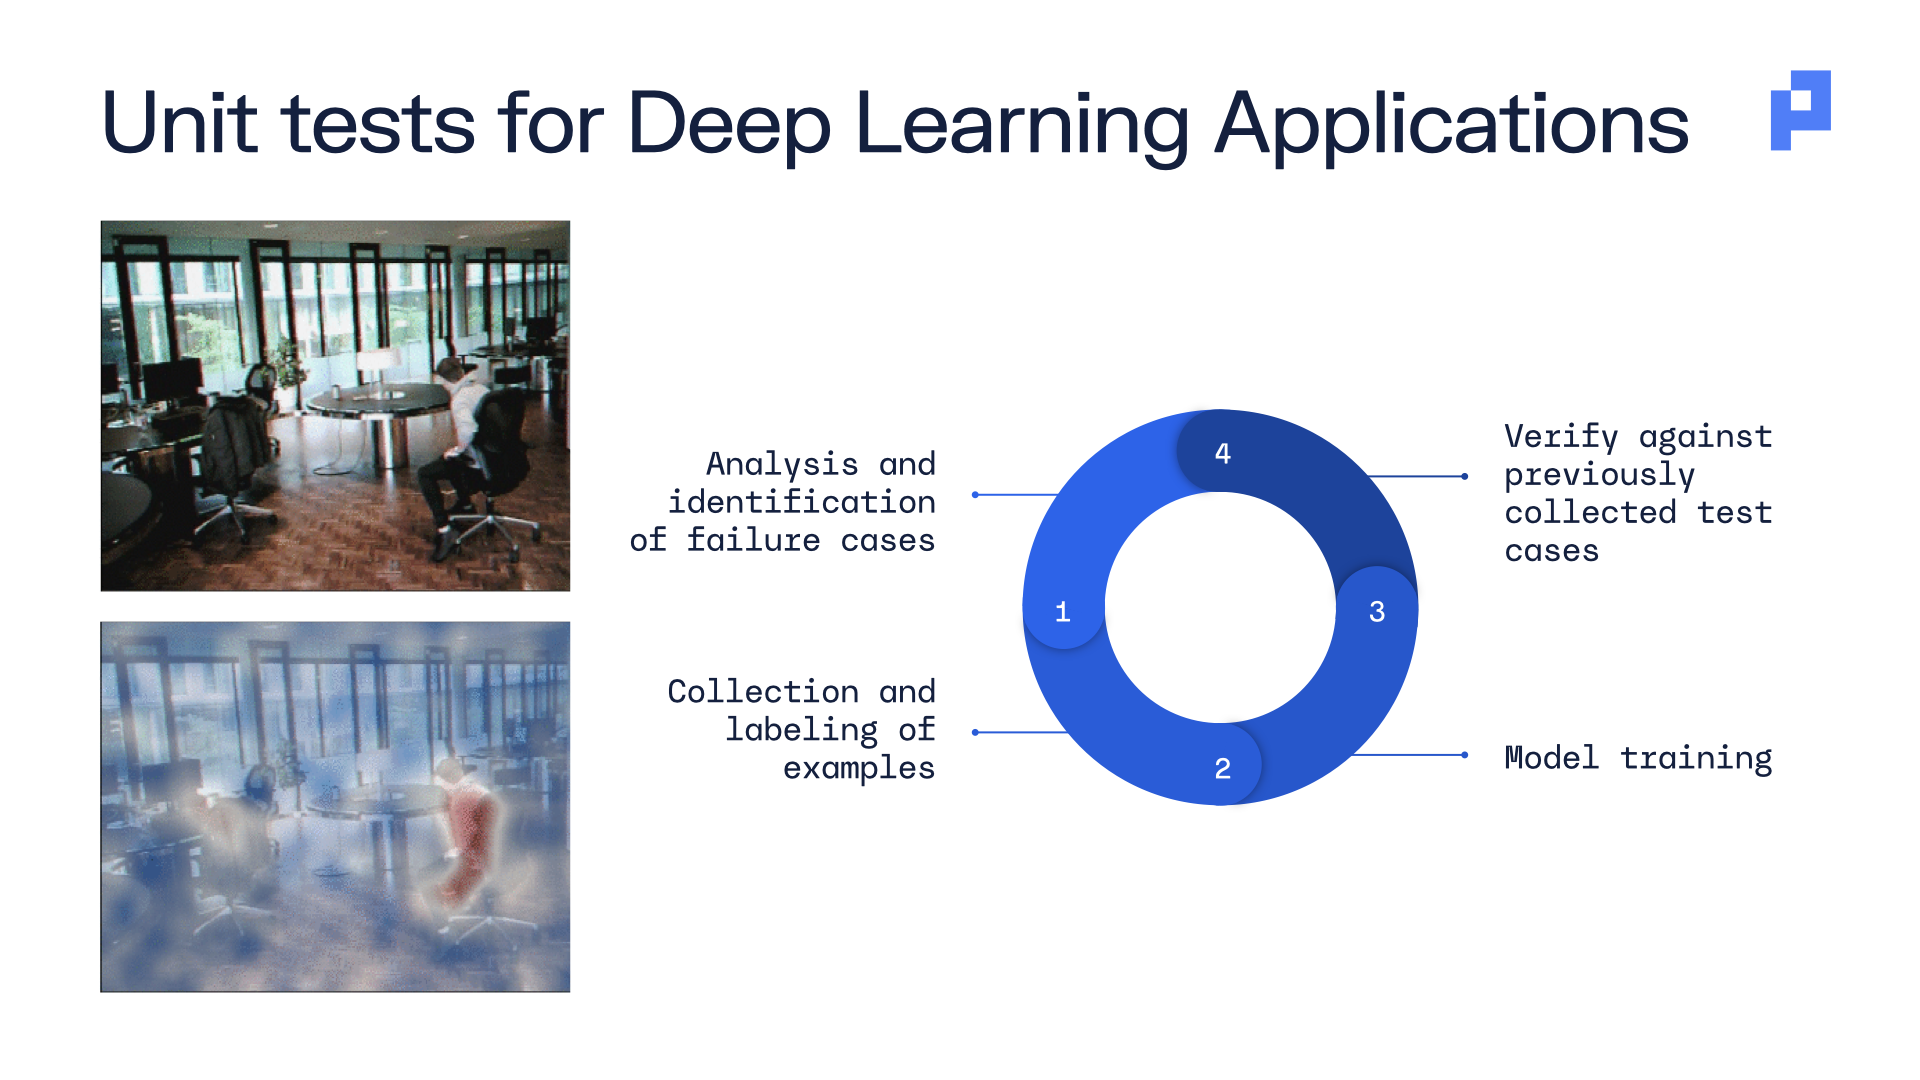 Unit tests for Deep Learning Applications
Analysis and
identification
of failure cases
Collection and
labeling of
examples
1
2
3
4
Verify against
previously
collected test
cases
Model training